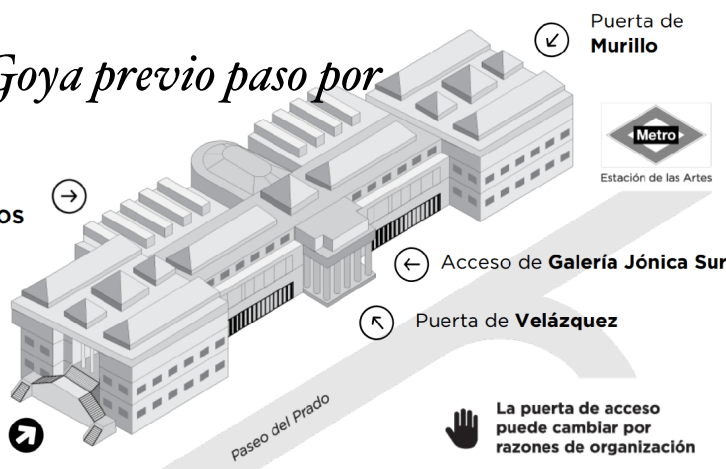 Puerta de
Murillo
Goya previo paso por
Metro
Estación de las Artes
os
Acceso de Galería Jónica Sur
Puerta de Velázquez
Paseo del Prado
La puerta de acceso
puede cambiar por
razones de organización